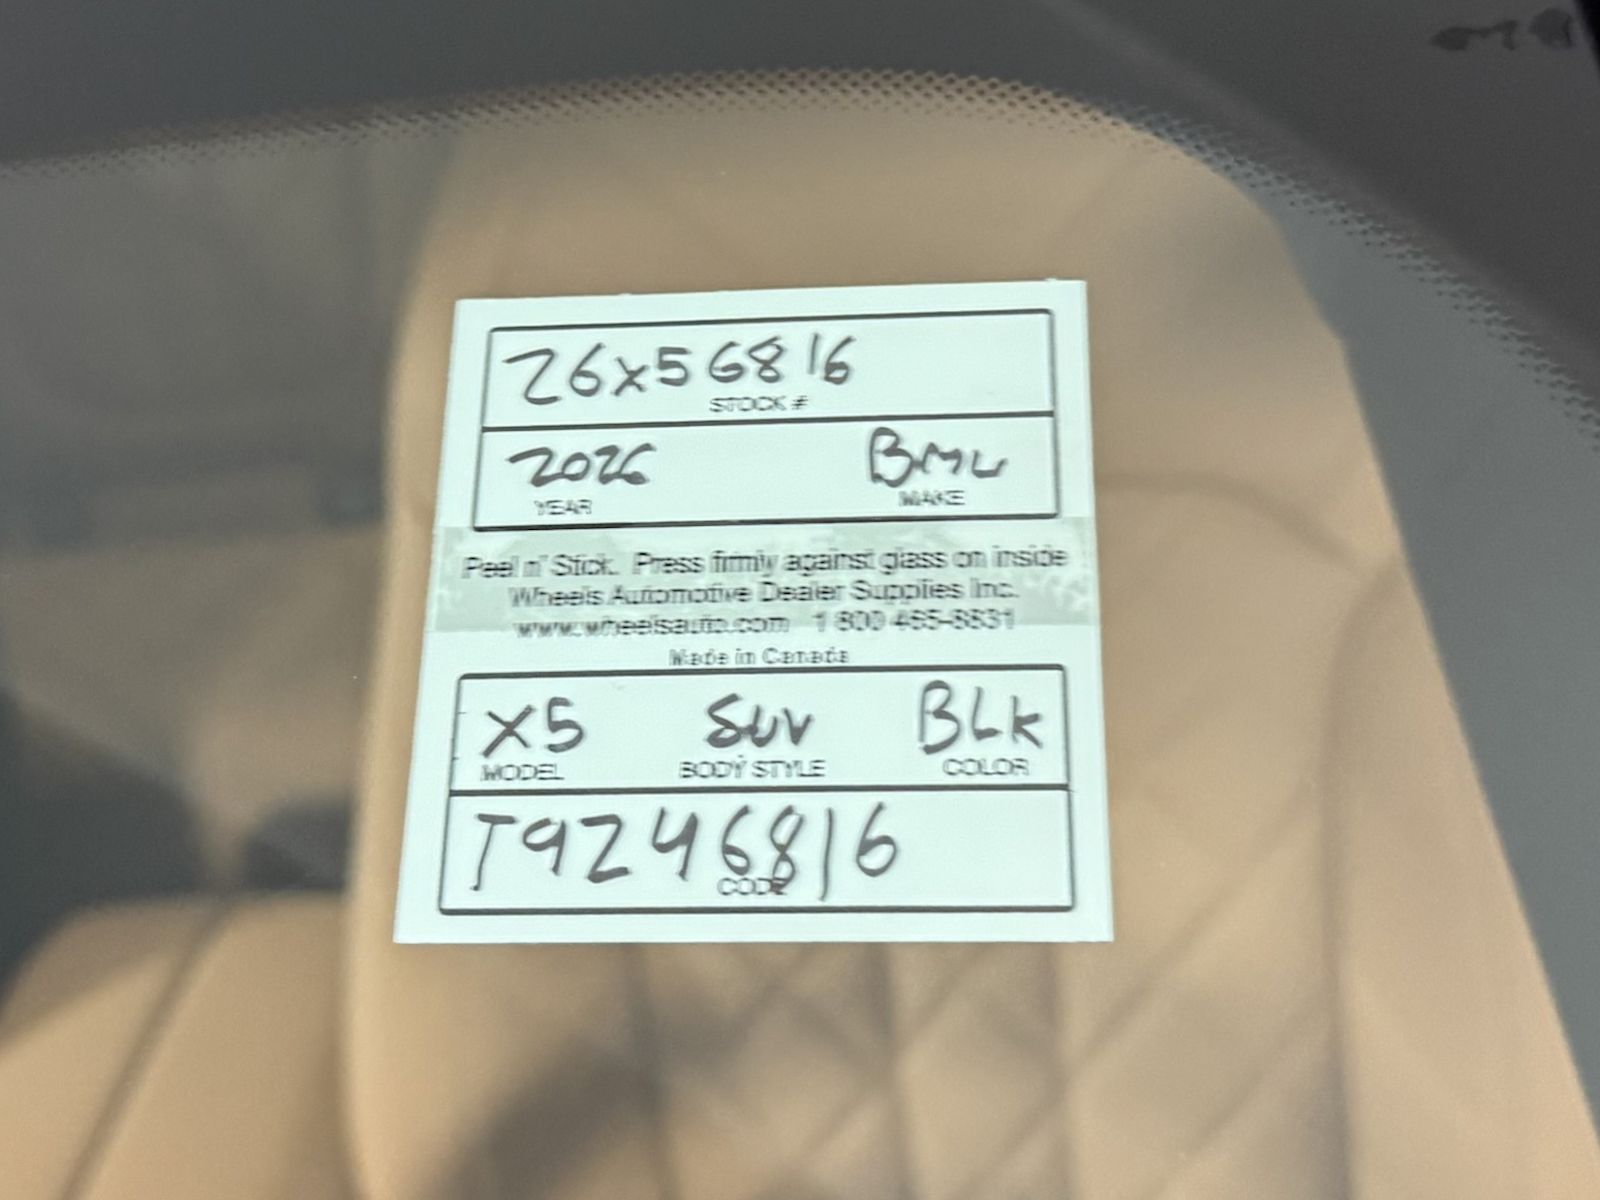 26X56816
STOCK #
2026 BMW
YEAR MAKE
Peel n' Stick. Press firmly against glass on inside
Wheels Automotive Dealer Supplies Inc.
www.wheelsauto.com 1 800 465-8831
Made in Canada
X5 SUV BLK
MODEL BODY STYLE COLOR
T9Z46816
CODE